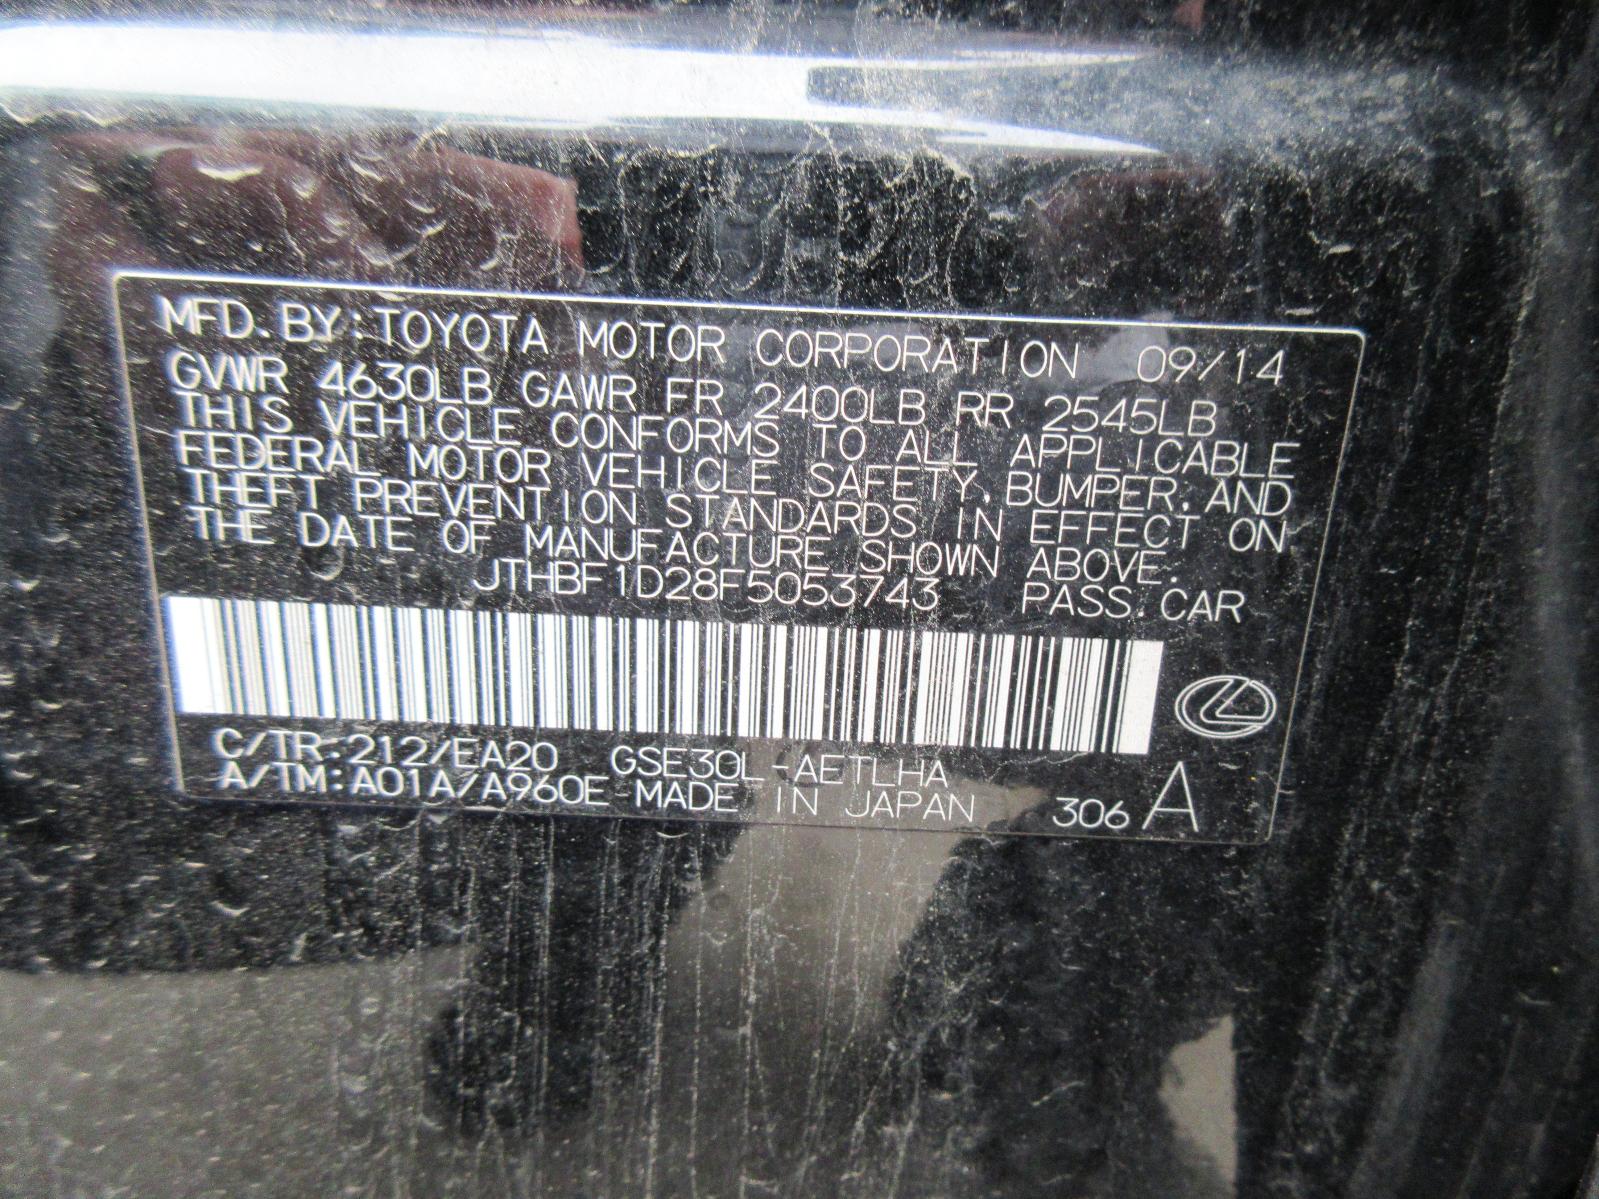 MFD. BY: TOYOTA MOTOR CORPORATION 09/14
GVWR 4630LB GAWR FR 2400LB RR 2545LB
THIS VEHICLE CONFORMS TO ALL APPLICABLE
FEDERAL MOTOR VEHICLE SAFETY, BUMPER, AND
THEFT PREVENTION STANDARDS IN EFFECT ON
THE DATE OF MANUFACTURE SHOWN ABOVE.
JTHBF1D28F5053743 PASS. CAR
C/TR:212/EA20 GSE30L-AETLHA
A/TM:A01A/A960E MADE IN JAPAN 306 A